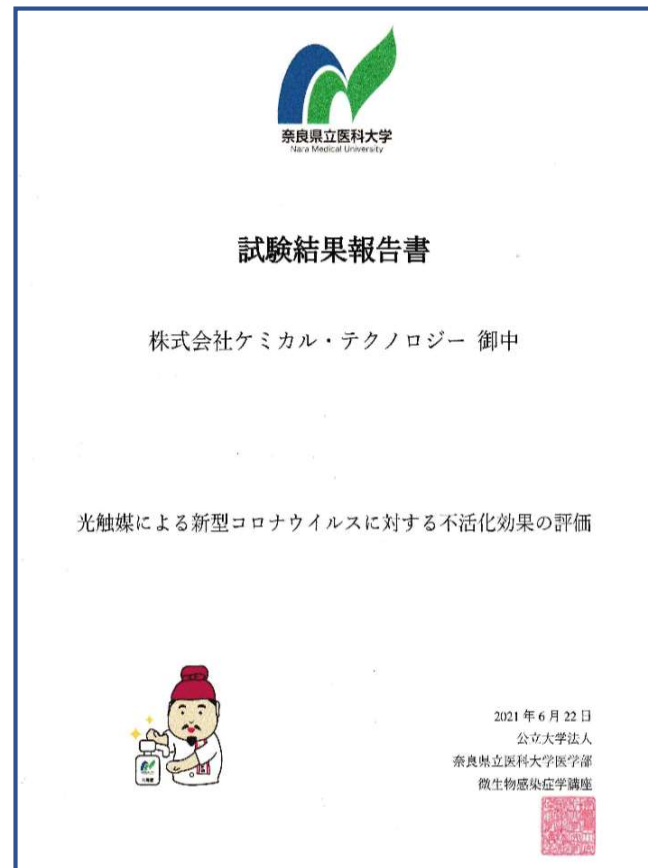 奈良県立医科大学
Nara Medical University
試験結果報告書
株式会社ケミカル・テクノロジー 御中
光触媒による新型コロナウイルスに対する不活化効果の評価
2021年6月22日
公立大学法人
奈良県立医科大学医学部
微生物感染症学講座